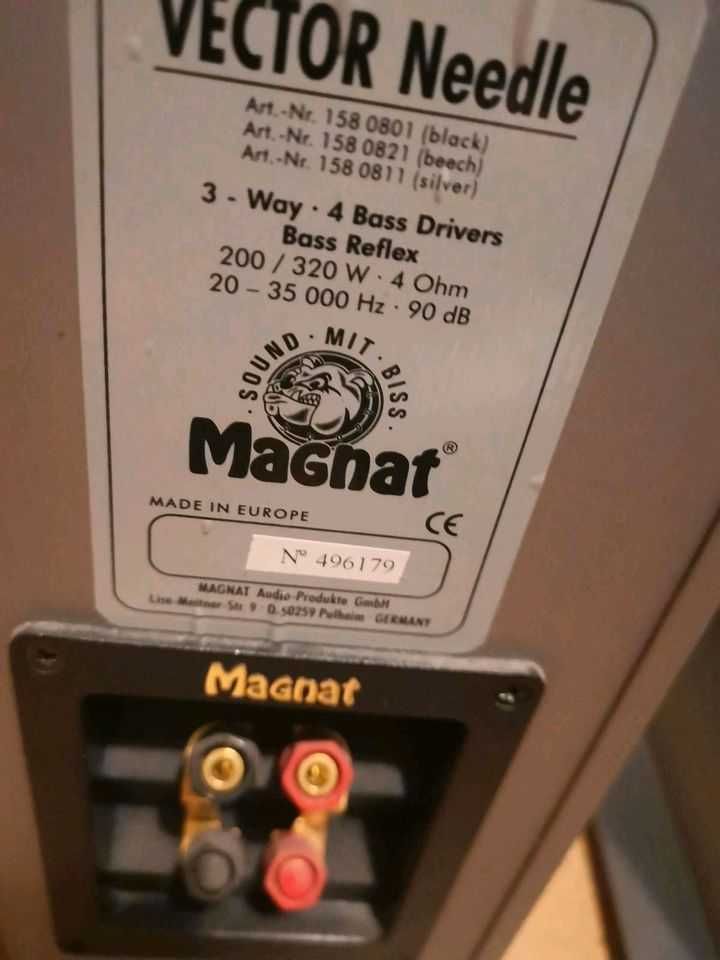 VECTOR Needle
Art.-Nr. 158 0801 (black)
Art.-Nr. 158 0821 (beech)
Art.-Nr. 158 0811 (silver)
3 - Way · 4 Bass Drivers
Bass Reflex
200 / 320 W · 4 Ohm
20 – 35 000 Hz · 90 dB
· SOUND · MIT · BISS ·
Magnat®
MADE IN EUROPE CE
Nº 496179
MAGNAT Audio-Produkte GmbH
Lise-Meitner-Str. 9 · D-50259 Pulheim · GERMANY
Magnat